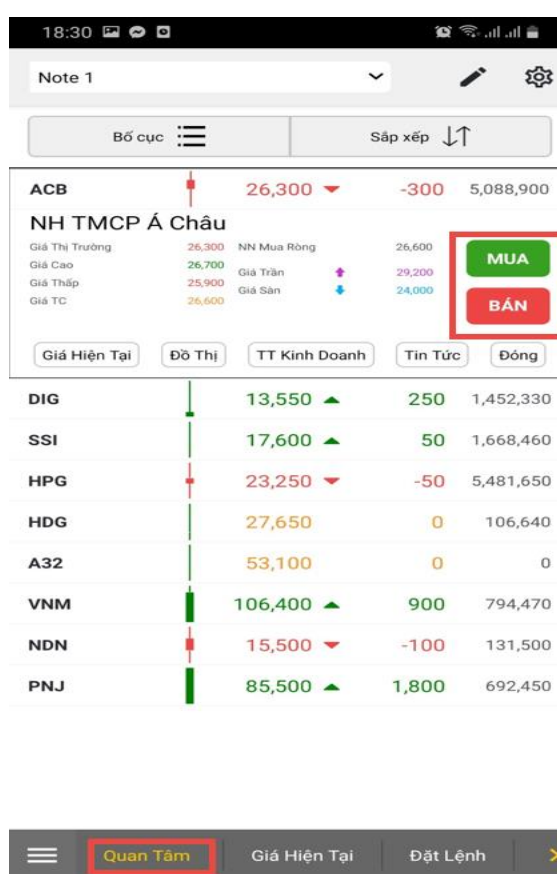 18:30
Note 1
Bố cục Sắp xếp
ACB 26,300 -300 5,088,900
NH TMCP Á Châu
Giá Thị Trường 26,300 NN Mua Ròng 26,600
Giá Cao 26,700 Giá Trần 29,200
Giá Thấp 25,900 Giá Sàn 24,000
Giá TC 26,600
MUA
BÁN
Giá Hiện Tại Đồ Thị TT Kinh Doanh Tin Tức Đóng
DIG 13,550 250 1,452,330
SSI 17,600 50 1,668,460
HPG 23,250 -50 5,481,650
HDG 27,650 0 106,640
A32 53,100 0 0
VNM 106,400 900 794,470
NDN 15,500 -100 131,500
PNJ 85,500 1,800 692,450
Quan Tâm Giá Hiện Tại Đặt Lệnh